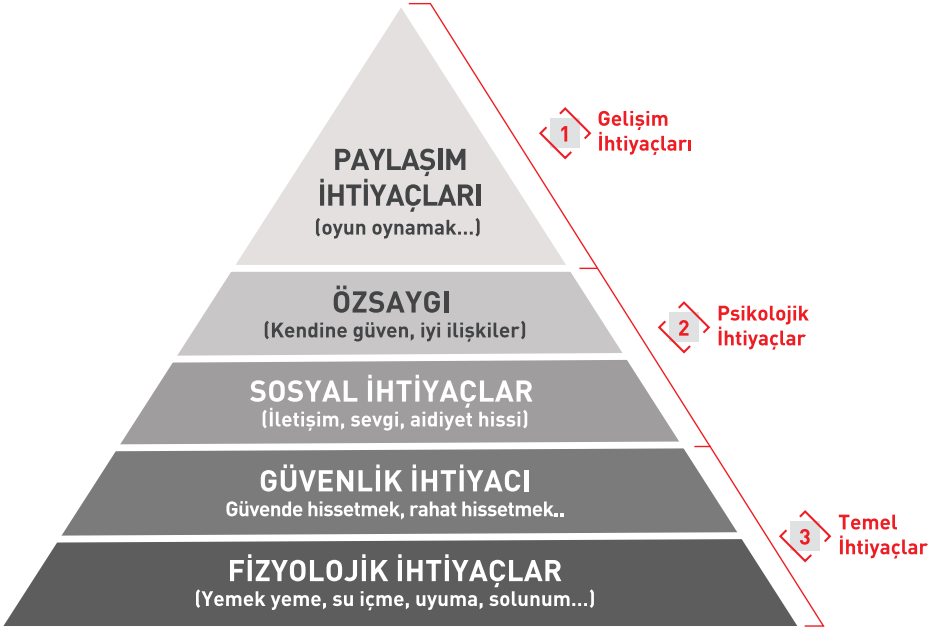 PAYLAŞIM
İHTİYAÇLARI
(oyun oynamak...)
1
Gelişim
İhtiyaçları
ÖZSAYGI
(Kendine güven, iyi ilişkiler)
2
Psikolojik
İhtiyaçlar
SOSYAL İHTİYAÇLAR
(İletişim, sevgi, aidiyet hissi)
GÜVENLİK İHTİYACI
Güvende hissetmek, rahat hissetmek..
3
Temel
İhtiyaçlar
FİZYOLOJİK İHTİYAÇLAR
(Yemek yeme, su içme, uyuma, solunum...)